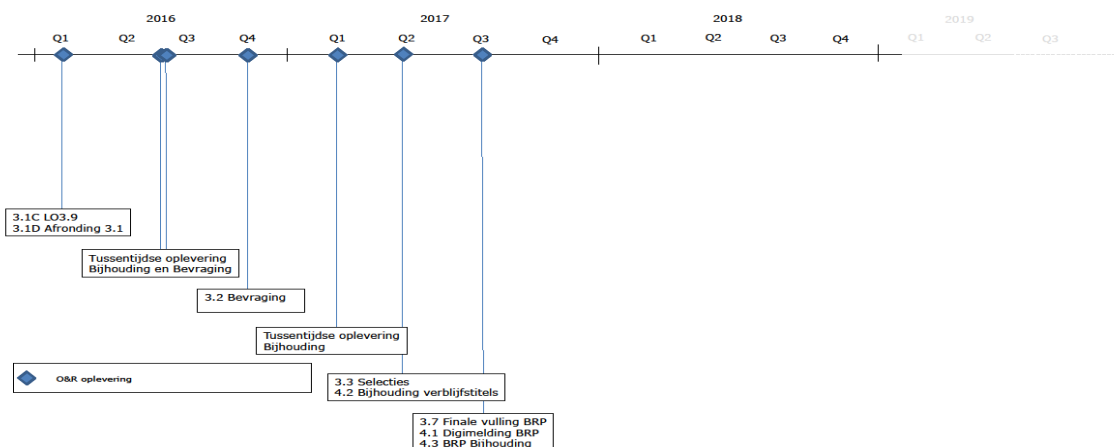 2016 2017 2018 2019
Q1 Q2 Q3 Q4 Q1 Q2 Q3 Q4 Q1 Q2 Q3 Q4 Q1 Q2 Q3
3.1C LO3.9
3.1D Afronding 3.1
Tussentijdse oplevering
Bijhouding en Bevraging
3.2 Bevraging
Tussentijdse oplevering
Bijhouding
O&R oplevering
3.3 Selecties
4.2 Bijhouding verblijfstitels
3.7 Finale vulling BRP
4.1 Digimelding BRP
4.3 BRP Bijhouding